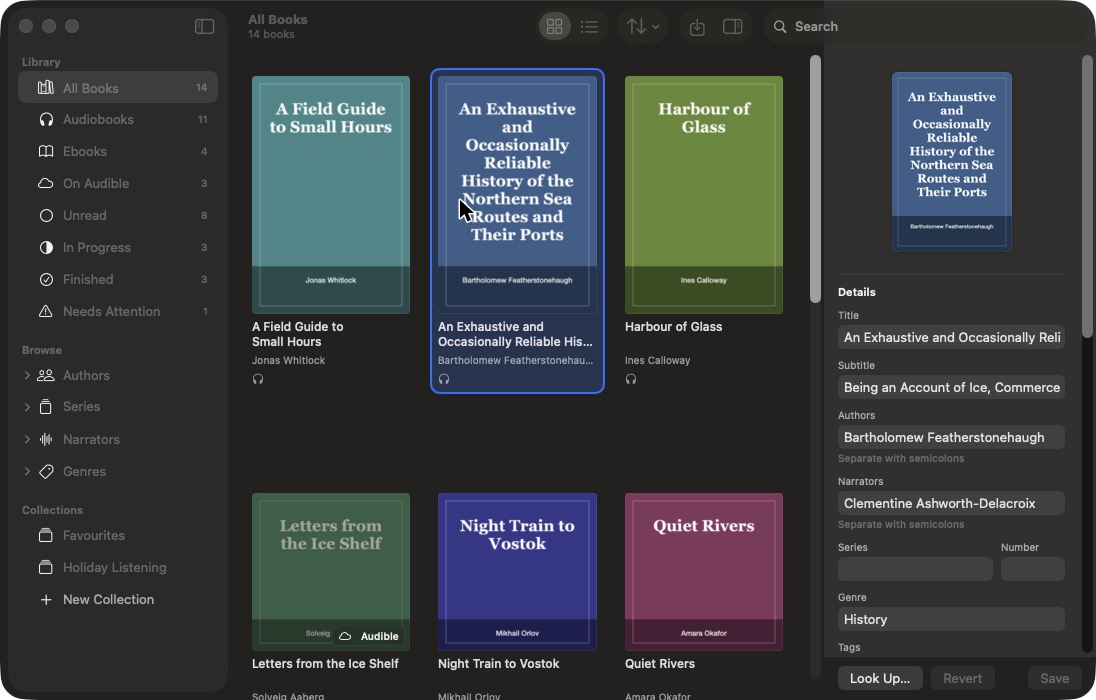 All Books
14 books
Search
Library
All Books 14
Audiobooks 11
Ebooks 4
On Audible 3
Unread 8
In Progress 3
Finished 3
Needs Attention 1
Browse
Authors
Series
Narrators
Genres
Collections
Favourites
Holiday Listening
New Collection
A Field Guide
to Small Hours
Jonas Whitlock
A Field Guide to
Small Hours
Jonas Whitlock
An Exhaustive
and
Occasionally
Reliable
History of the
Northern Sea
Routes and
Their Ports
Bartholomew Featherstonehaugh
An Exhaustive and
Occasionally Reliable His…
Bartholomew Featherstonehau…
Harbour of
Glass
Ines Calloway
Harbour of Glass
Ines Calloway
Letters from
the Ice Shelf
Solveig
Audible
Letters from the Ice Shelf
Solveig Aaberg
Night Train to
Vostok
Mikhail Orlov
Night Train to Vostok
Mikhail Orlov
Quiet Rivers
Amara Okafor
Quiet Rivers
Amara Okafor
An Exhaustive
and
Occasionally
Reliable
History of the
Northern Sea
Routes and
Their Ports
Bartholomew Featherstonehaugh
Details
Title
An Exhaustive and Occasionally Reli
Subtitle
Being an Account of Ice, Commerce
Authors
Bartholomew Featherstonehaugh
Separate with semicolons
Narrators
Clementine Ashworth-Delacroix
Separate with semicolons
Series Number
Genre
History
Tags
Look Up… Revert Save